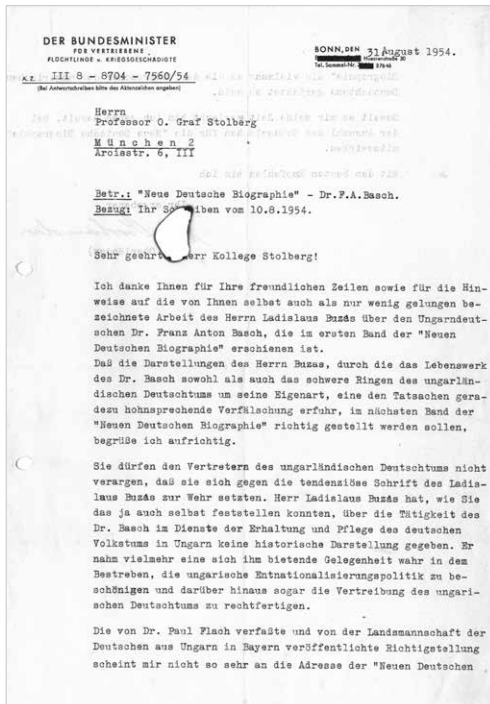 DER BUNDESMINISTER
FÜR VERTRIEBENE
FLÜCHTLINGE u. KRIEGSGESCHÄDIGTE
A.Z. III 8 - 8704 - 7560/54
(Bei Antwortschreiben bitte des Aktenzeichen angeben)
BONN, DEN 31. August 1954.
Husarenstraße 30
Tel. Sammel-Nr. 37646
Herrn
Professor O. Graf Stolberg
München 2
Arcisstr. 6, III
Betr.: "Neue Deutsche Biographie" - Dr.F.A.Basch.
Bezug: Ihr Schreiben vom 10.8.1954.
Sehr geehrt Herr Kollege Stolberg!
Ich danke Ihnen für Ihre freundlichen Zeilen sowie für die Hin-
weise auf die von Ihnen selbst auch als nur wenig gelungen be-
zeichnete Arbeit des Herrn Ladislaus Buzás über den Ungarndeut-
schen Dr. Franz Anton Basch, die im ersten Band der "Neuen
Deutschen Biographie" erschienen ist.
Daß die Darstellungen des Herrn Buzas, durch die das Lebenswerk
des Dr. Basch sowohl als auch das schwere Ringen des ungarlän-
dischen Deutschtums um seine Eigenart, eine den Tatsachen gera-
dezu hohnsprechende Verfälschung erfuhr, im nächsten Band der
"Neuen Deutschen Biographie" richtig gestellt werden sollen,
begrüße ich aufrichtig.
Sie dürfen den Vertretern des ungarländischen Deutschtums nicht
verargen, daß sie sich gegen die tendenziöse Schrift des Ladis-
laus Buzás zur Wehr setzten. Herr Ladislaus Buzás hat, wie Sie
das ja auch selbst feststellen konnten, über die Tätigkeit des
Dr. Basch im Dienste der Erhaltung und Pflege des deutschen
Volkstums in Ungarn keine historische Darstellung gegeben. Er
nahm vielmehr eine sich ihm bietende Gelegenheit wahr in dem
Bestreben, die ungarische Entnationalisierungspolitik zu be-
schönigen und darüber hinaus sogar die Vertreibung des ungari-
schen Deutschtums zu rechtfertigen.
Die von Dr. Paul Flach verfaßte und von der Landsmannschaft der
Deutschen aus Ungarn in Bayern veröffentlichte Richtigstellung
scheint mir nicht so sehr an die Adresse der "Neuen Deutschen